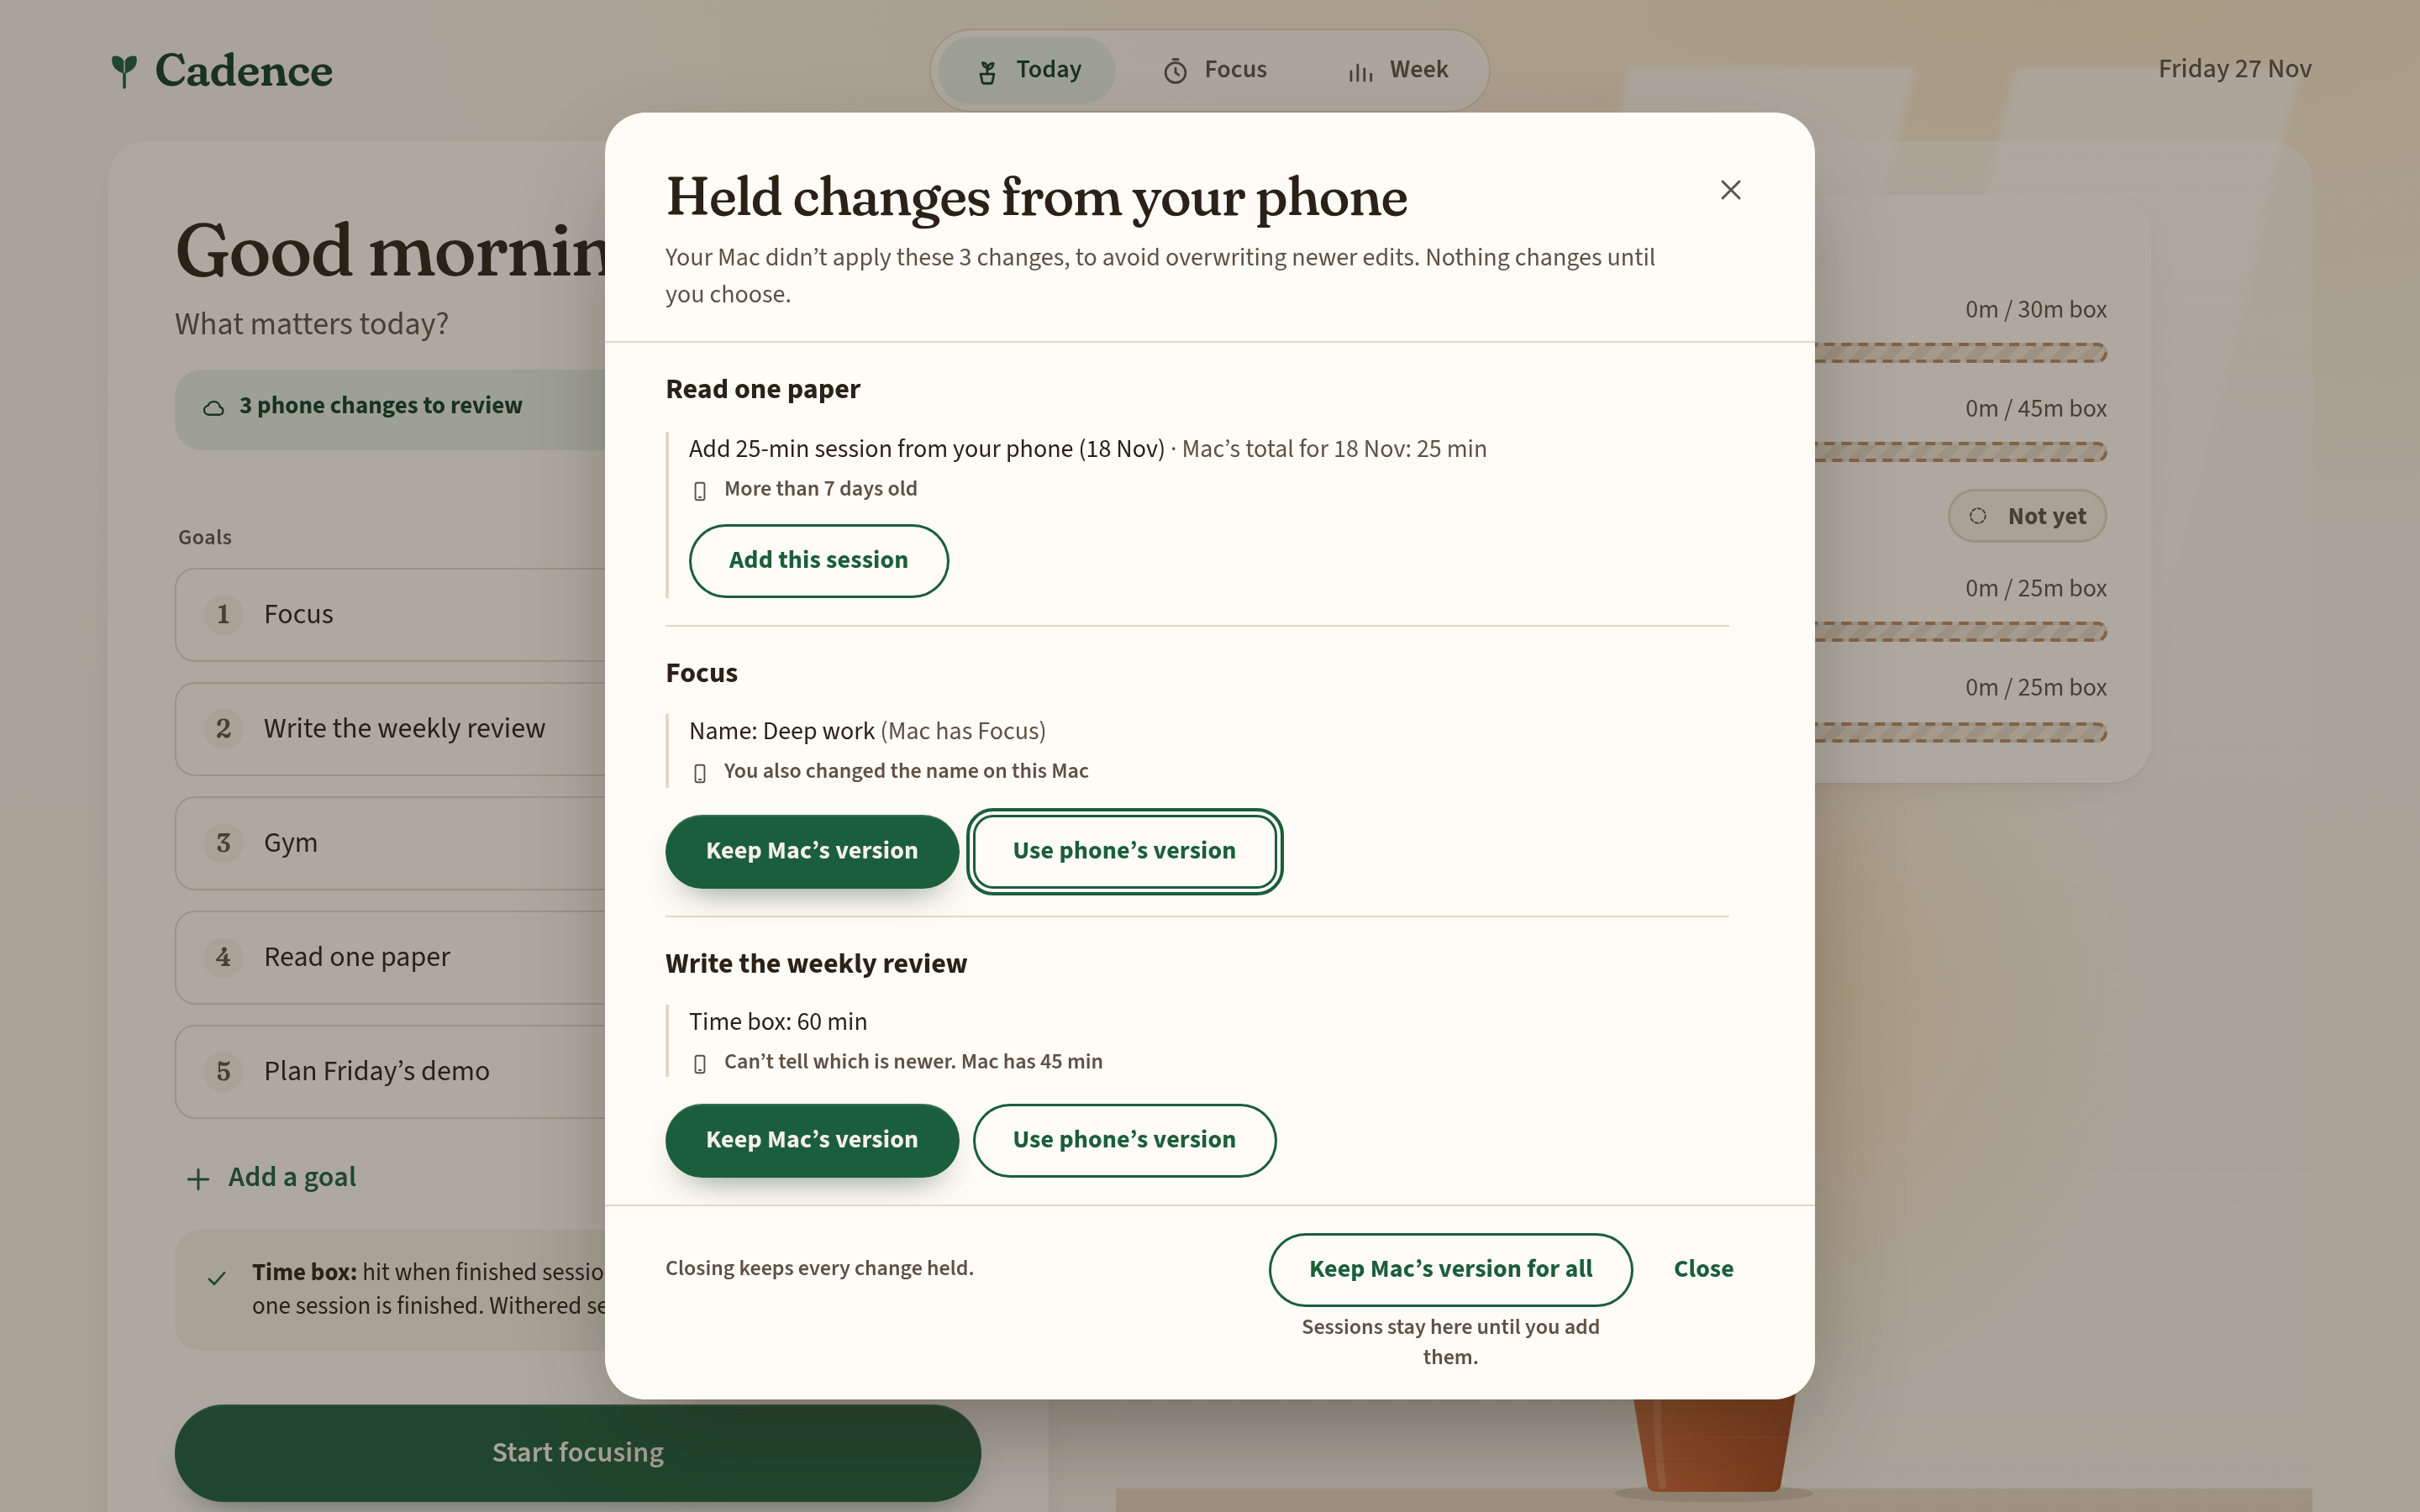 Cadence
Today
Focus
Week
Friday 27 Nov
Good mornin
What matters today?
3 phone changes to review
Goals
1 Focus
2 Write the weekly review
3 Gym
4 Read one paper
5 Plan Friday’s demo
Add a goal
Time box: hit when finished sessio
one session is finished. Withered se
Start focusing
Held changes from your phone
Your Mac didn’t apply these 3 changes, to avoid overwriting newer edits. Nothing changes until
you choose.
Read one paper
Add 25-min session from your phone (18 Nov) · Mac’s total for 18 Nov: 25 min
More than 7 days old
Add this session
Focus
Name: Deep work (Mac has Focus)
You also changed the name on this Mac
Keep Mac’s version
Use phone’s version
Write the weekly review
Time box: 60 min
Can’t tell which is newer. Mac has 45 min
Keep Mac’s version
Use phone’s version
Closing keeps every change held.
Keep Mac’s version for all
Close
Sessions stay here until you add
them.
0m / 30m box
0m / 45m box
Not yet
0m / 25m box
0m / 25m box